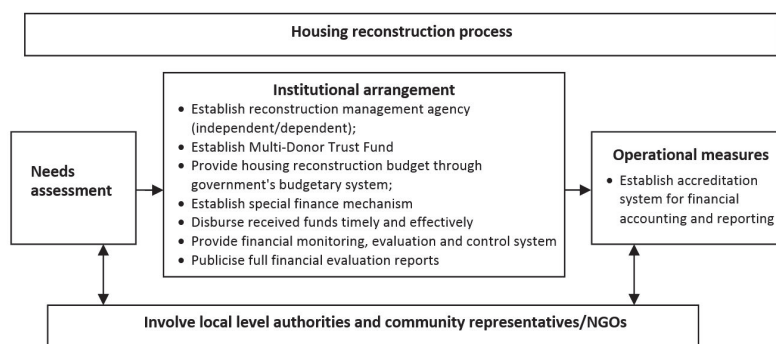 Housing reconstruction process
Institutional arrangement
• Establish reconstruction management agency
(independent/dependent);
• Establish Multi-Donor Trust Fund
• Provide housing reconstruction budget through
government's budgetary system;
• Establish special finance mechanism
• Disburse received funds timely and effectively
• Provide financial monitoring, evaluation and control system
• Publicise full financial evaluation reports
Needs
assessment
Operational measures
• Establish accreditation
system for financial
accounting and reporting
Involve local level authorities and community representatives/NGOs